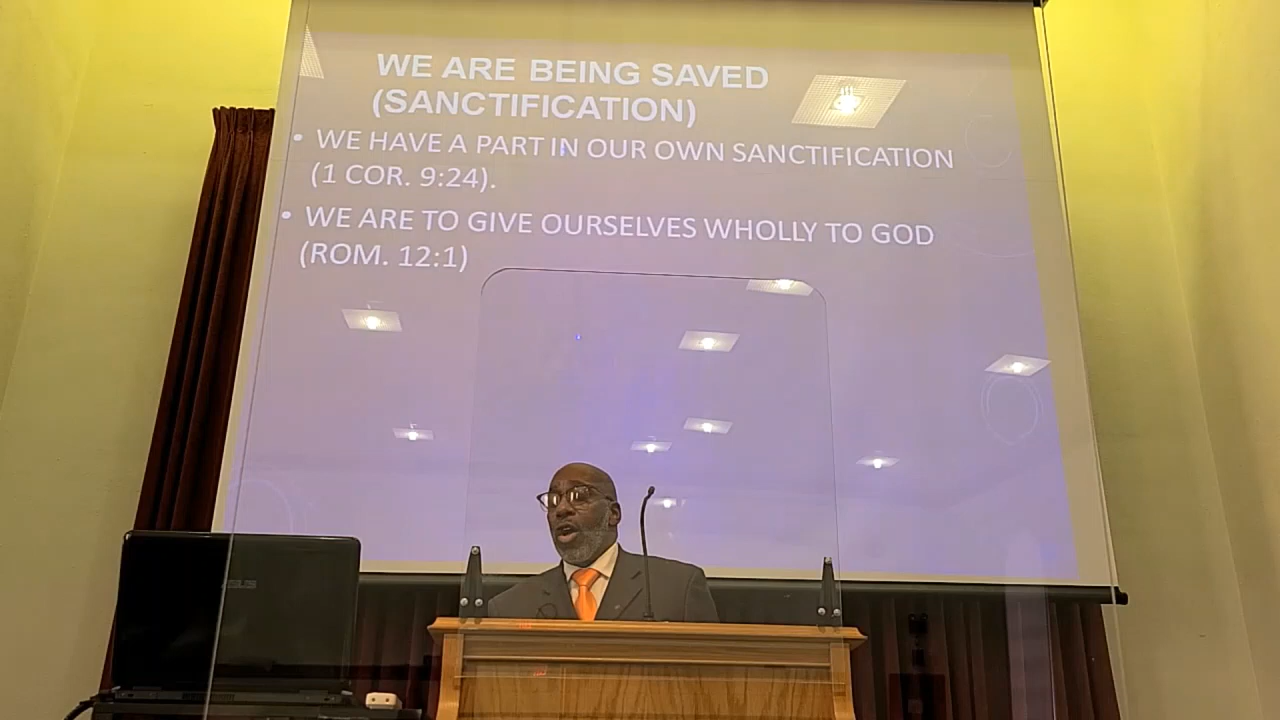 WE ARE BEING SAVED
(SANCTIFICATION)
• WE HAVE A PART IN OUR OWN SANCTIFICATION
(1 COR. 9:24).
• WE ARE TO GIVE OURSELVES WHOLLY TO GOD
(ROM. 12:1)
ASUS